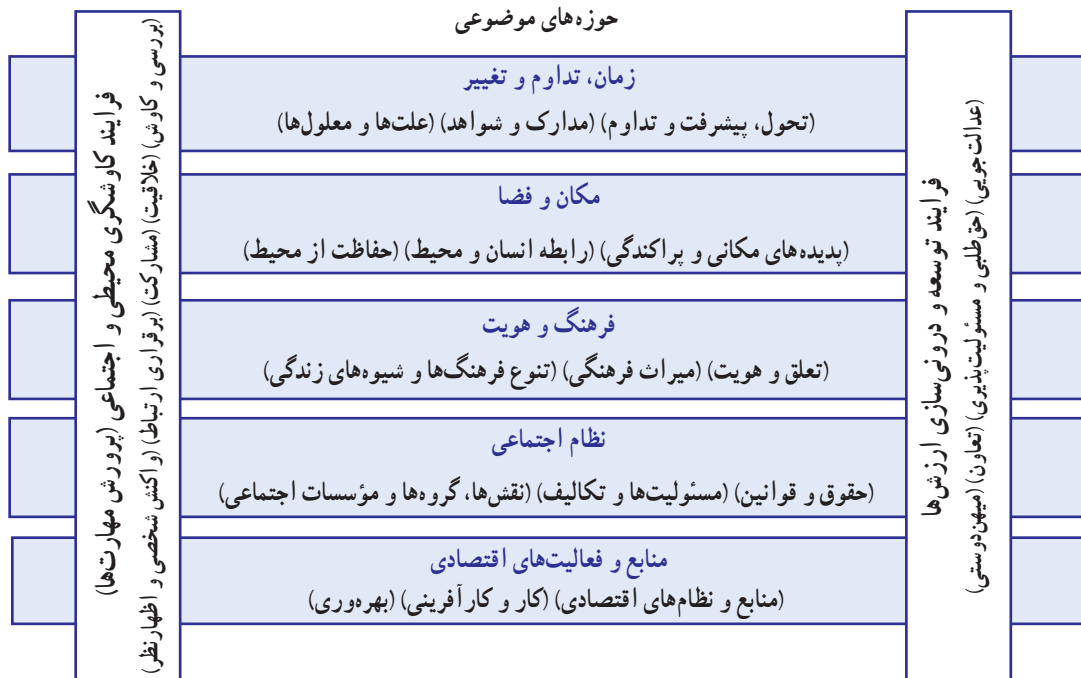 حوزه‌های موضوعی
فرایند توسعه و درونی‌سازی ارزش‌ها
(عدالت‌جویی) (حق‌طلبی و مسئولیت‌پذیری) (تعاون) (میهن‌دوستی)
زمان، تداوم و تغییر
(تحول، پیشرفت و تداوم) (مدارک و شواهد) (علت‌ها و معلول‌ها)
مکان و فضا
(پدیده‌های مکانی و پراکندگی) (رابطه انسان و محیط) (حفاظت از محیط)
فرهنگ و هویت
(تعلق و هویت) (میراث فرهنگی) (تنوع فرهنگ‌ها و شیوه‌های زندگی)
نظام اجتماعی
(حقوق و قوانین) (مسئولیت‌ها و تکالیف) (نقش‌ها، گروه‌ها و مؤسسات اجتماعی)
منابع و فعالیت‌های اقتصادی
(منابع و نظام‌های اقتصادی) (کار و کارآفرینی) (بهره‌وری)
فرایند کاوشگری محیطی و اجتماعی (پرورش مهارت‌ها)
(بررسی و کاوش) (خلاقیت) (مشارکت) (برقراری ارتباط) (واکنش شخصی و اظهارنظر)